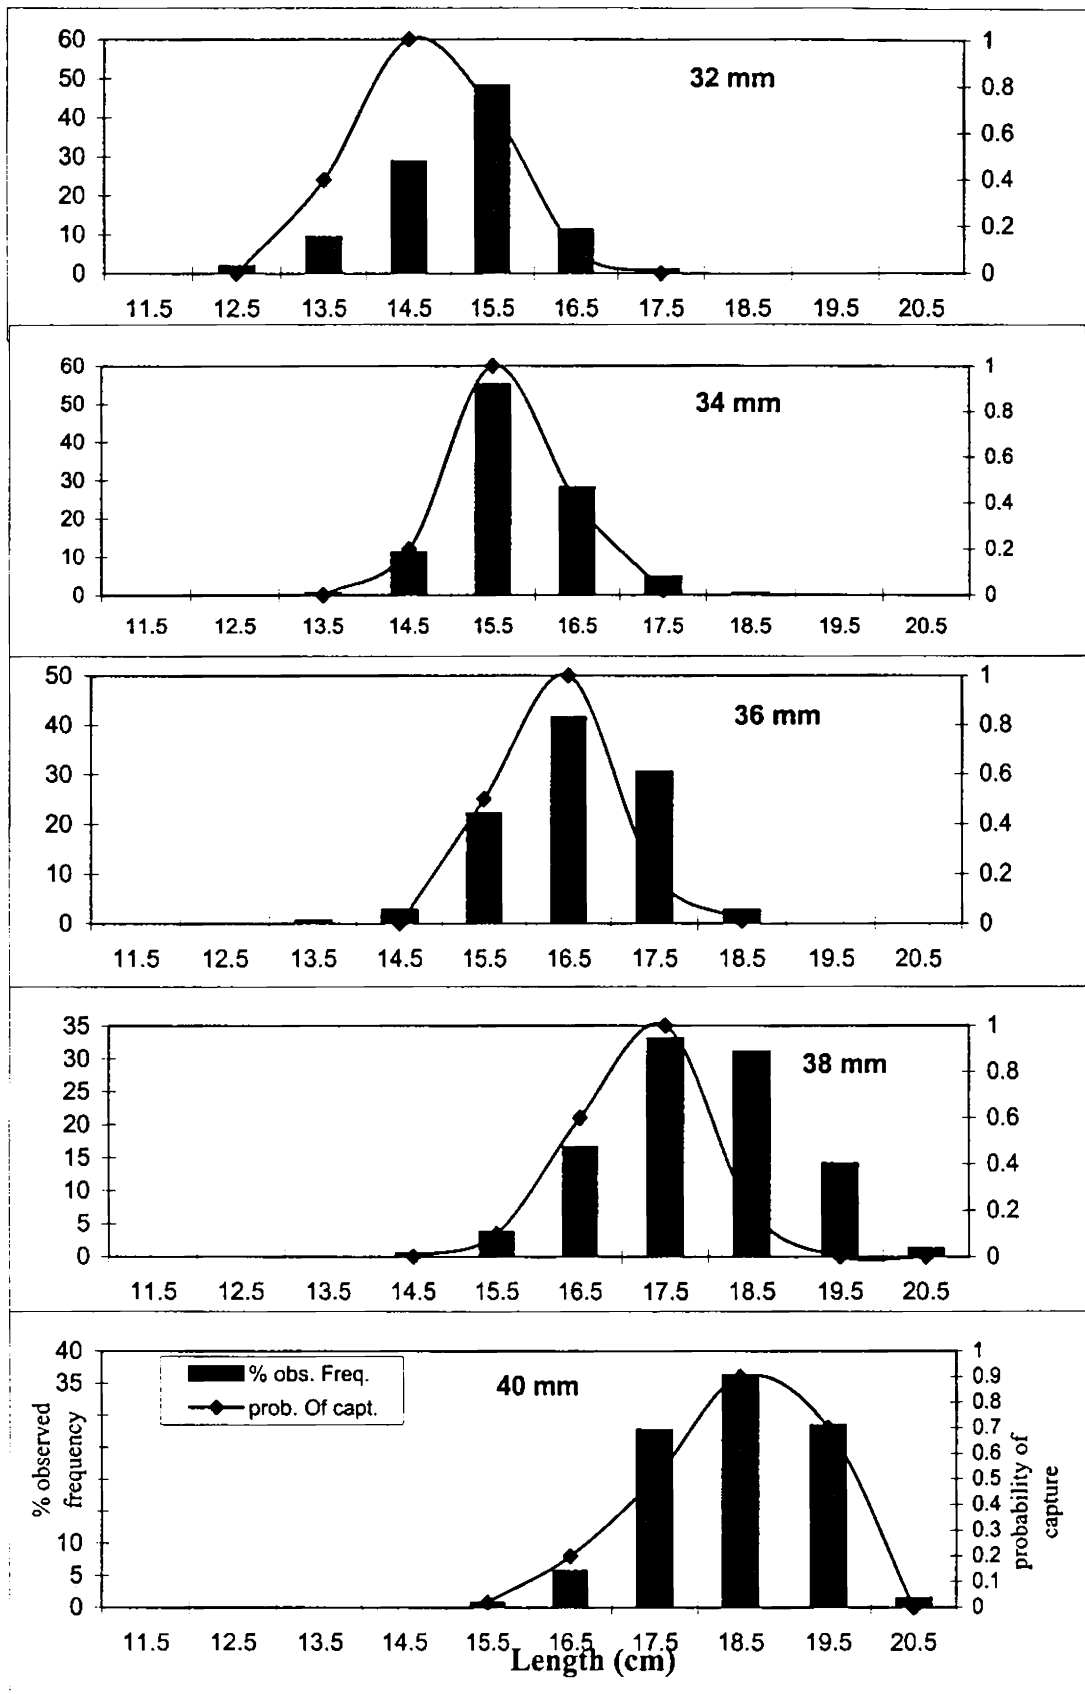 60 1
50 32 mm 0.8
40 0.6
30 0.4
20 0.2
10
0 0
11.5 12.5 13.5 14.5 15.5 16.5 17.5 18.5 19.5 20.5
60 1
50 34 mm 0.8
40 0.6
30 0.4
20 0.2
10
0 0
11.5 12.5 13.5 14.5 15.5 16.5 17.5 18.5 19.5 20.5
50 1
40 36 mm 0.8
30 0.6
20 0.4
10 0.2
0 0
11.5 12.5 13.5 14.5 15.5 16.5 17.5 18.5 19.5 20.5
35 1
30 38 mm 0.8
25 0.6
20 0.4
15 0.2
10
5
0 0
11.5 12.5 13.5 14.5 15.5 16.5 17.5 18.5 19.5 20.5
40 1
35 % obs. Freq. 40 mm 0.9
prob. Of capt. 0.8
0.7
0.6
0.5
0.4
10 0.3
5 0.2
0.1
0 0
% observed
frequency
probability of
capture
11.5 12.5 13.5 14.5 15.5 16.5 17.5 18.5 19.5 20.5
Length (cm)